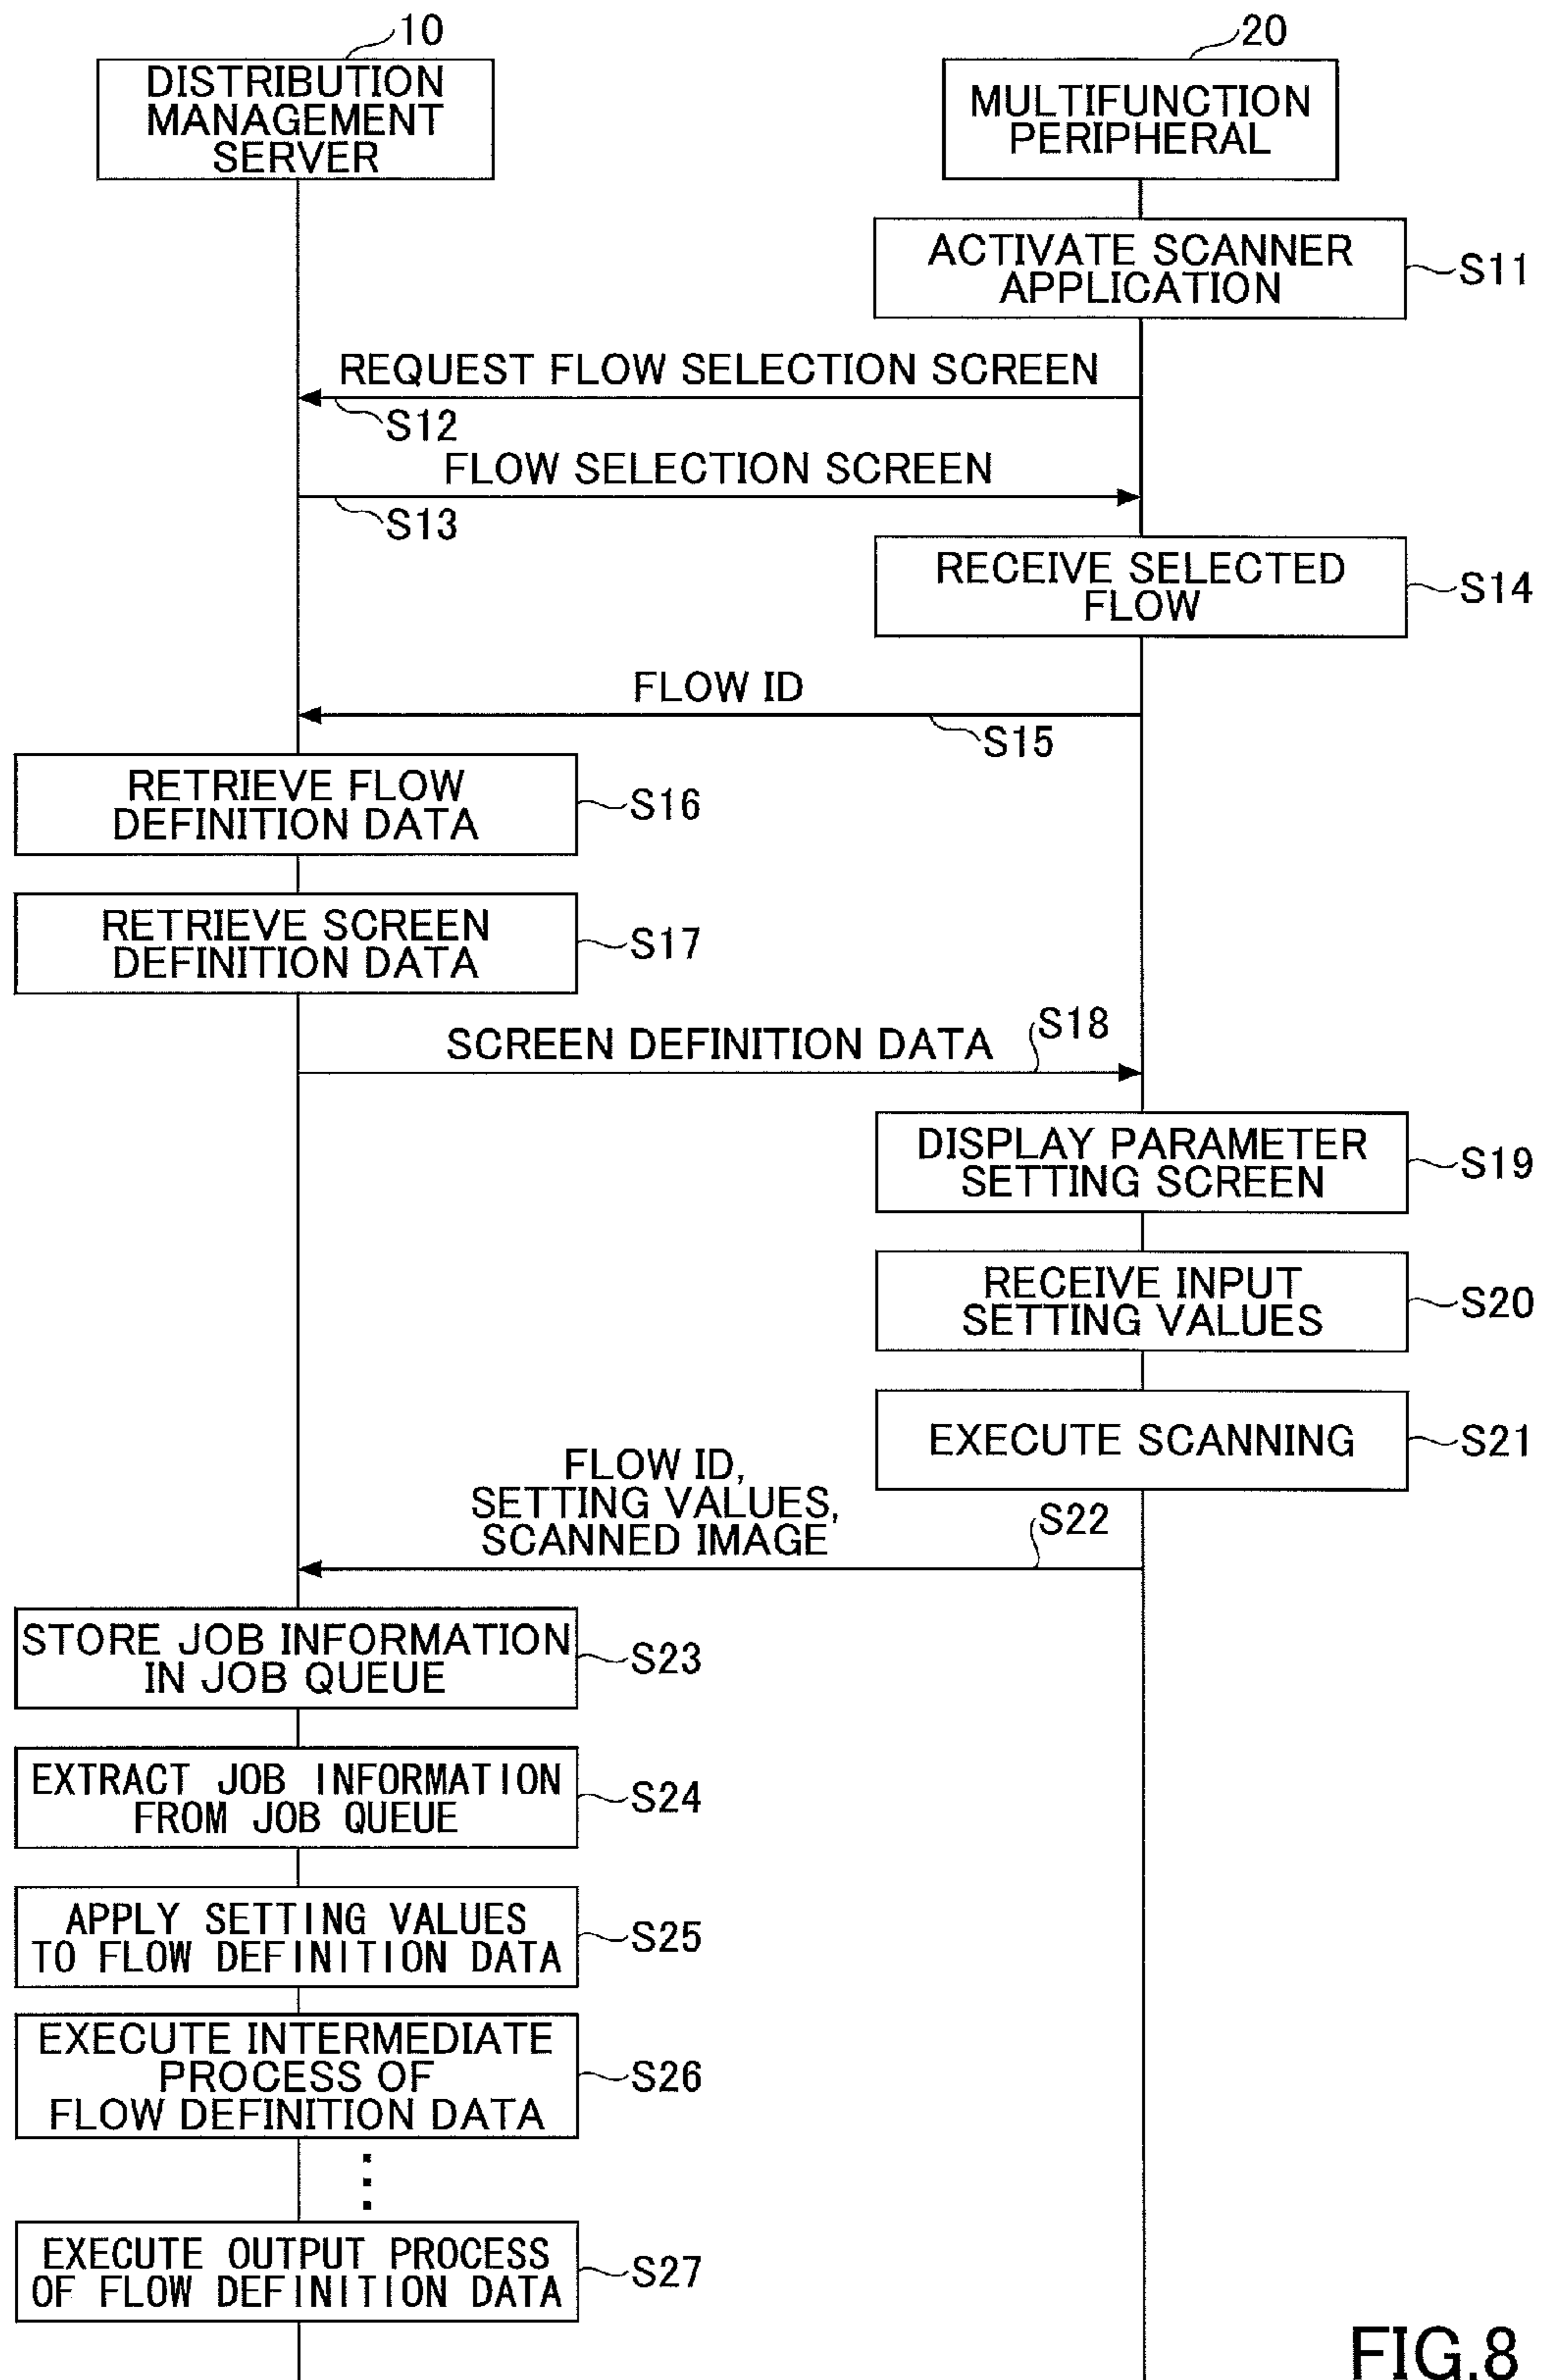 10
DISTRIBUTION
MANAGEMENT
SERVER
20
MULTIFUNCTION
PERIPHERAL
ACTIVATE SCANNER
APPLICATION
S11
REQUEST FLOW SELECTION SCREEN
S12
FLOW SELECTION SCREEN
S13
RECEIVE SELECTED
FLOW
S14
FLOW ID
S15
RETRIEVE FLOW
DEFINITION DATA
S16
RETRIEVE SCREEN
DEFINITION DATA
S17
SCREEN DEFINITION DATA
S18
DISPLAY PARAMETER
SETTING SCREEN
S19
RECEIVE INPUT
SETTING VALUES
S20
EXECUTE SCANNING
S21
FLOW ID,
SETTING VALUES,
SCANNED IMAGE
S22
STORE JOB INFORMATION
IN JOB QUEUE
S23
EXTRACT JOB INFORMATION
FROM JOB QUEUE
S24
APPLY SETTING VALUES
TO FLOW DEFINITION DATA
S25
EXECUTE INTERMEDIATE
PROCESS OF
FLOW DEFINITION DATA
S26
EXECUTE OUTPUT PROCESS
OF FLOW DEFINITION DATA
S27
FIG.8